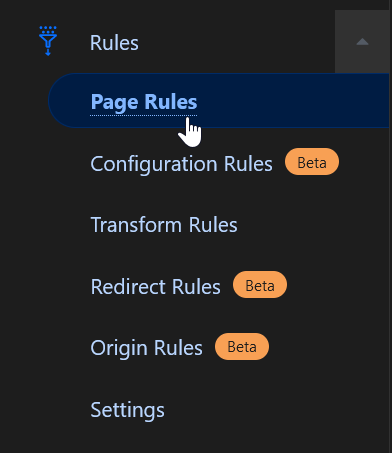 Rules
Page Rules
Configuration Rules Beta
Transform Rules
Redirect Rules Beta
Origin Rules Beta
Settings